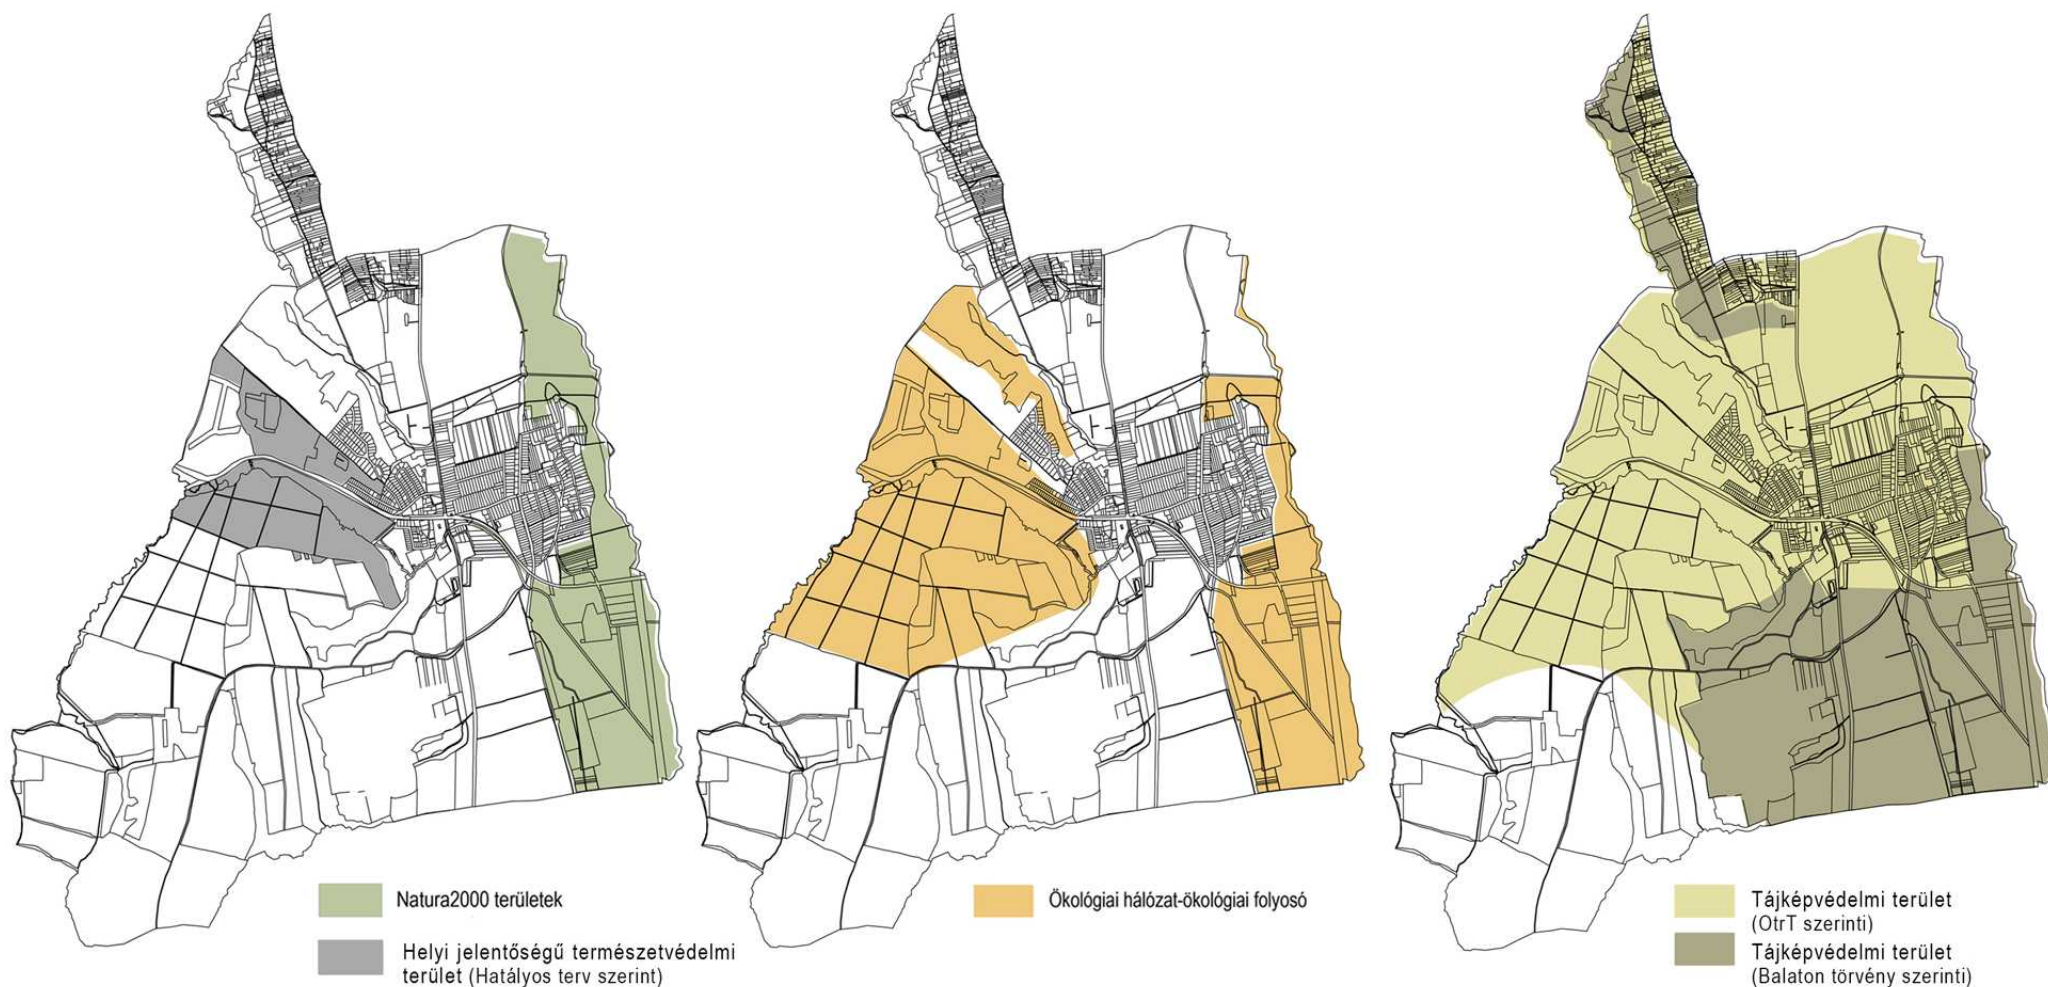 Natura2000 területek
Helyi jelentőségű természetvédelmi
terület (Hatályos terv szerint)
Ökológiai hálózat-ökológiai folyosó
Tájképvédelmi terület
(OtrT szerinti)
Tájképvédelmi terület
(Balaton törvény szerinti)